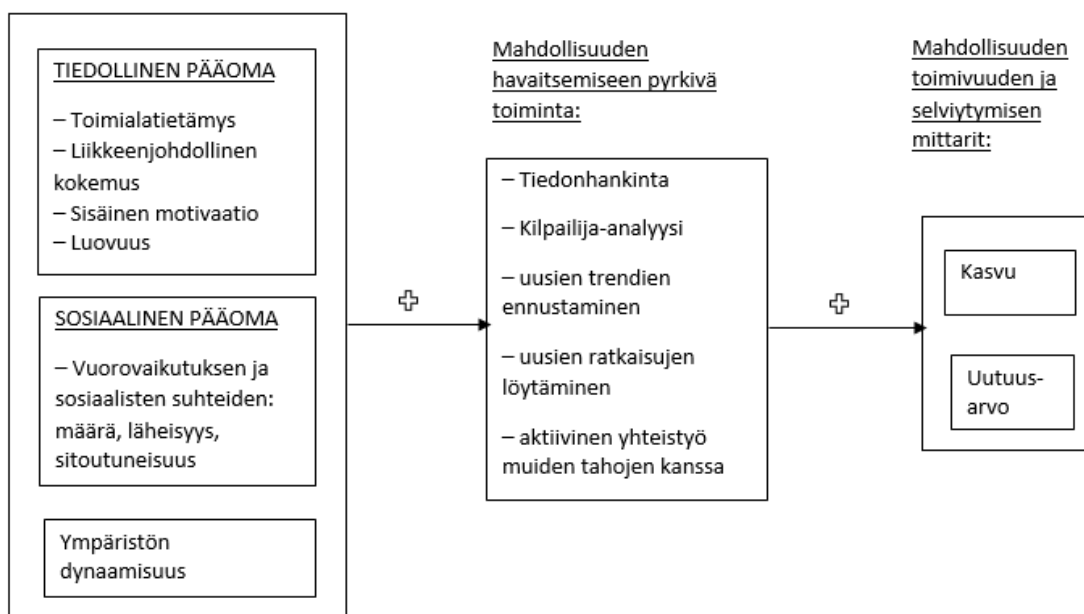 TIEDOLLINEN PÄÄOMA
– Toimialatietämys
– Liikkeenjohdollinen
kokemus
– Sisäinen motivaatio
– Luovuus
SOSIAALINEN PÄÄOMA
– Vuorovaikutuksen ja
sosiaalisten suhteiden:
määrä, läheisyys,
sitoutuneisuus
Ympäristön
dynaamisuus
Mahdollisuuden
havaitsemiseen pyrkivä
toiminta:
– Tiedonhankinta
– Kilpailija-analyysi
– uusien trendien
ennustaminen
– uusien ratkaisujen
löytäminen
– aktiivinen yhteistyö
muiden tahojen kanssa
Mahdollisuuden
toimivuuden ja
selviytymisen
mittarit:
Kasvu
Uutuus-
arvo